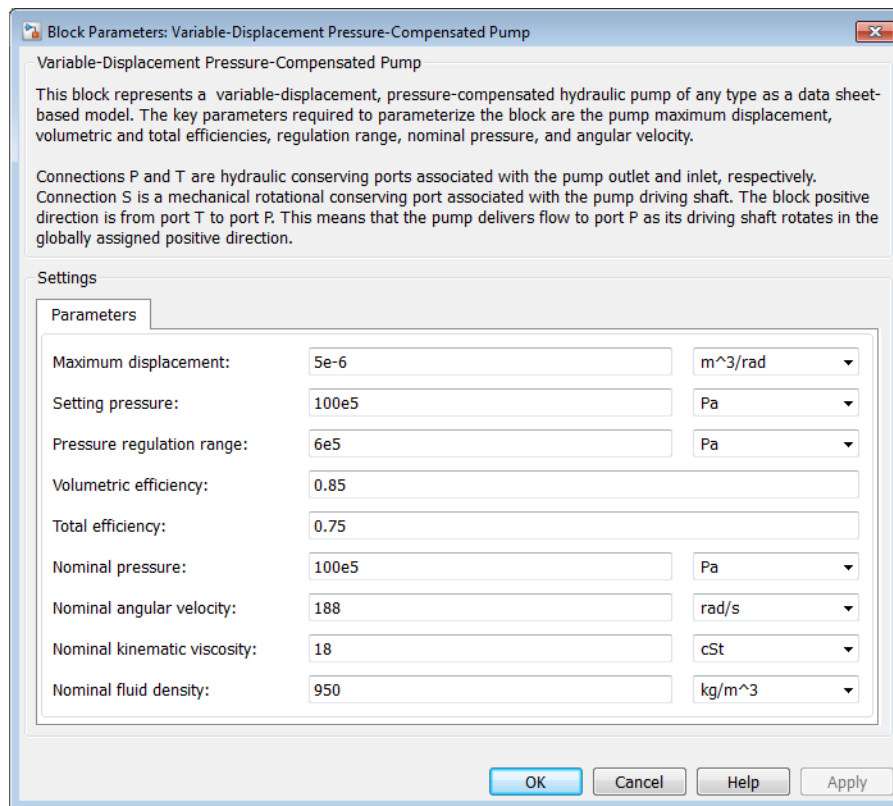 Block Parameters: Variable-Displacement Pressure-Compensated Pump
Variable-Displacement Pressure-Compensated Pump
This block represents a  variable-displacement, pressure-compensated hydraulic pump of any type as a data sheet-
based model. The key parameters required to parameterize the block are the pump maximum displacement,
volumetric and total efficiencies, regulation range, nominal pressure, and angular velocity.
Connections P and T are hydraulic conserving ports associated with the pump outlet and inlet, respectively.
Connection S is a mechanical rotational conserving port associated with the pump driving shaft. The block positive
direction is from port T to port P. This means that the pump delivers flow to port P as its driving shaft rotates in the
globally assigned positive direction.
Settings
Parameters
Maximum displacement: 5e-6 m^3/rad
Setting pressure: 100e5 Pa
Pressure regulation range: 6e5 Pa
Volumetric efficiency: 0.85
Total efficiency: 0.75
Nominal pressure: 100e5 Pa
Nominal angular velocity: 188 rad/s
Nominal kinematic viscosity: 18 cSt
Nominal fluid density: 950 kg/m^3
OK Cancel Help Apply